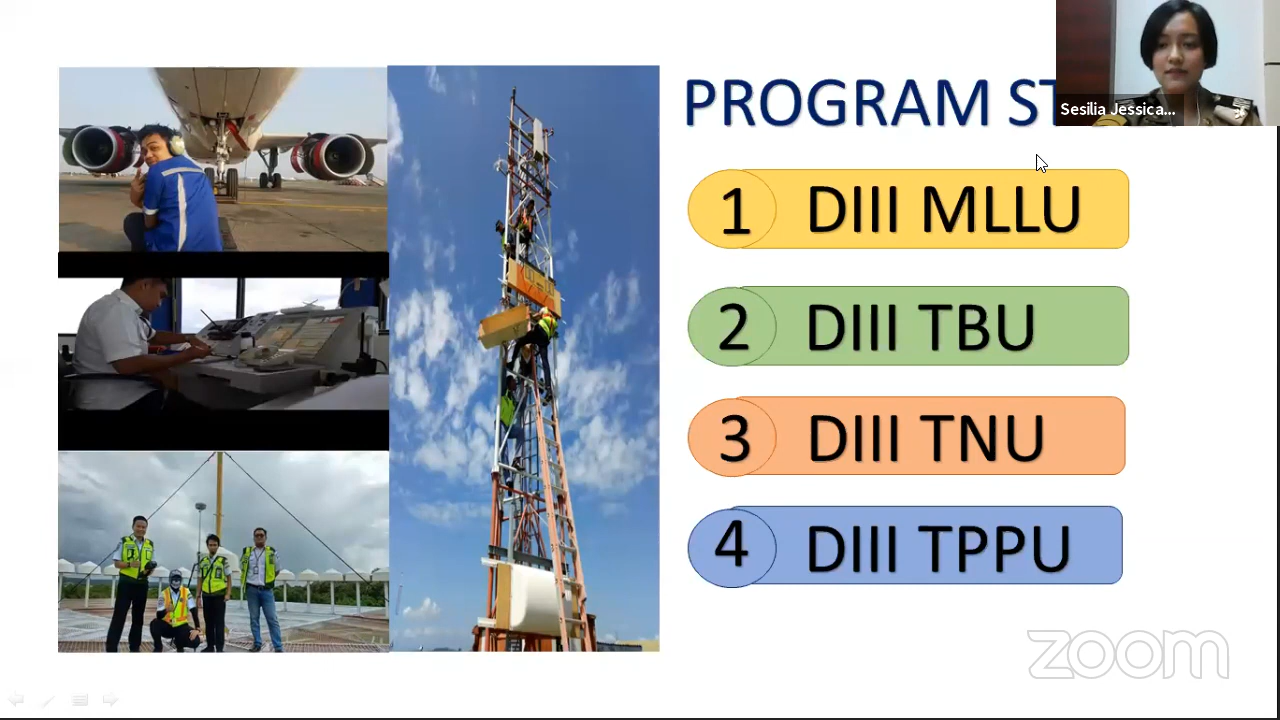 PROGRAM ST
Sesilia Jessica...
1 DIII MLLU
2 DIII TBU
3 DIII TNU
4 DIII TPPU
zoom